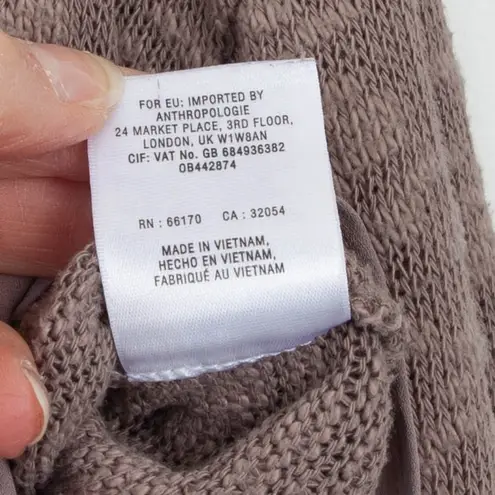 FOR EU: IMPORTED BY
ANTHROPOLOGIE
24 MARKET PLACE, 3RD FLOOR,
LONDON, UK W1W8AN
CIF: VAT No. GB 684936382
0B442874
RN : 66170 CA : 32054
MADE IN VIETNAM,
HECHO EN VIETNAM,
FABRIQUÉ AU VIETNAM